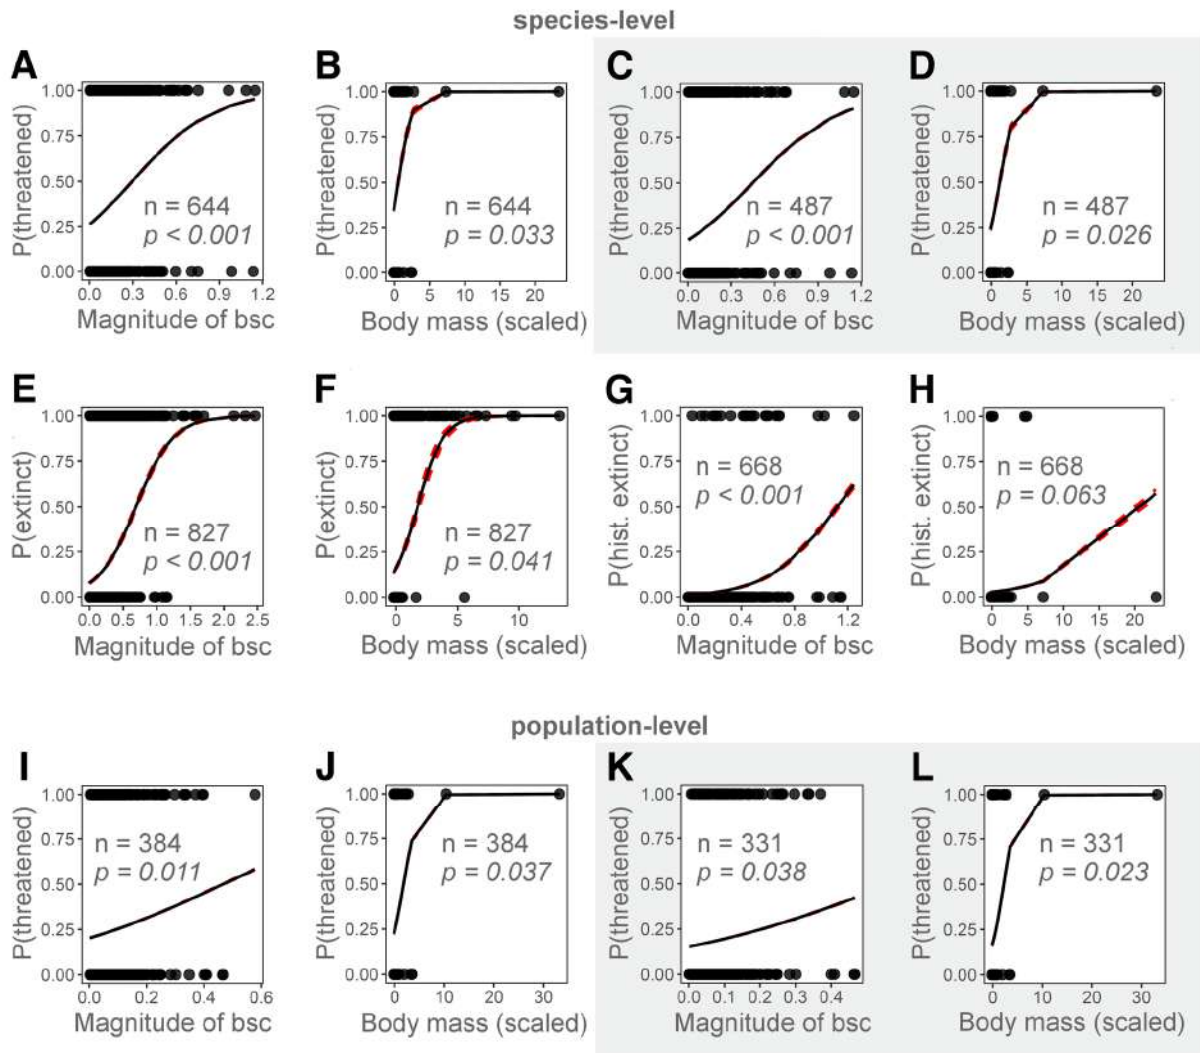 species-level
A
1.00
0.75
0.50
0.25
0.00
P(threatened)
n = 644
p < 0.001
0.0 0.3 0.6 0.9 1.2
Magnitude of bsc
B
1.00
0.75
0.50
0.25
0.00
P(threatened)
n = 644
p = 0.033
0 5 10 15 20
Body mass (scaled)
C
1.00
0.75
0.50
0.25
0.00
P(threatened)
n = 487
p < 0.001
0.0 0.3 0.6 0.9 1.2
Magnitude of bsc
D
1.00
0.75
0.50
0.25
0.00
P(threatened)
n = 487
p = 0.026
0 5 10 15 20
Body mass (scaled)
E
1.00
0.75
0.50
0.25
0.00
P(extinct)
n = 827
p < 0.001
0.0 0.5 1.0 1.5 2.0 2.5
Magnitude of bsc
F
1.00
0.75
0.50
0.25
0.00
P(extinct)
n = 827
p = 0.041
0 5 10
Body mass (scaled)
G
1.00
0.75
0.50
0.25
0.00
P(hist. extinct)
n = 668
p < 0.001
0.0 0.4 0.8 1.2
Magnitude of bsc
H
1.00
0.75
0.50
0.25
0.00
P(hist. extinct)
n = 668
p = 0.063
0 5 10 15 20
Body mass (scaled)
population-level
I
1.00
0.75
0.50
0.25
0.00
P(threatened)
n = 384
p = 0.011
0.0 0.2 0.4 0.6
Magnitude of bsc
J
1.00
0.75
0.50
0.25
0.00
P(threatened)
n = 384
p = 0.037
0 10 20 30
Body mass (scaled)
K
1.00
0.75
0.50
0.25
0.00
P(threatened)
n = 331
p = 0.038
0.0 0.1 0.2 0.3 0.4
Magnitude of bsc
L
1.00
0.75
0.50
0.25
0.00
P(threatened)
n = 331
p = 0.023
0 10 20 30
Body mass (scaled)